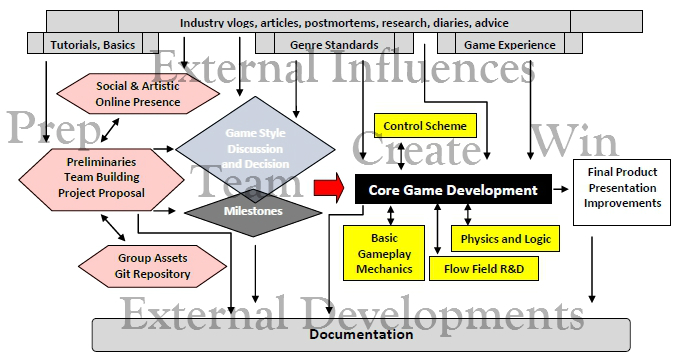 Industry vlogs, articles, postmortems, research, diaries, advice
Tutorials, Basics
Genre Standards
Game Experience
External Influences
Social & Artistic
Online Presence
Prep
Game Style
Discussion
and Decision
Control Scheme
Create
Win
Preliminaries
Team Building
Project Proposal
Team
Milestones
Core Game Development
Final Product
Presentation
Improvements
Group Assets
Git Repository
Basic
Gameplay
Mechanics
Physics and Logic
Flow Field R&D
External Developments
Documentation